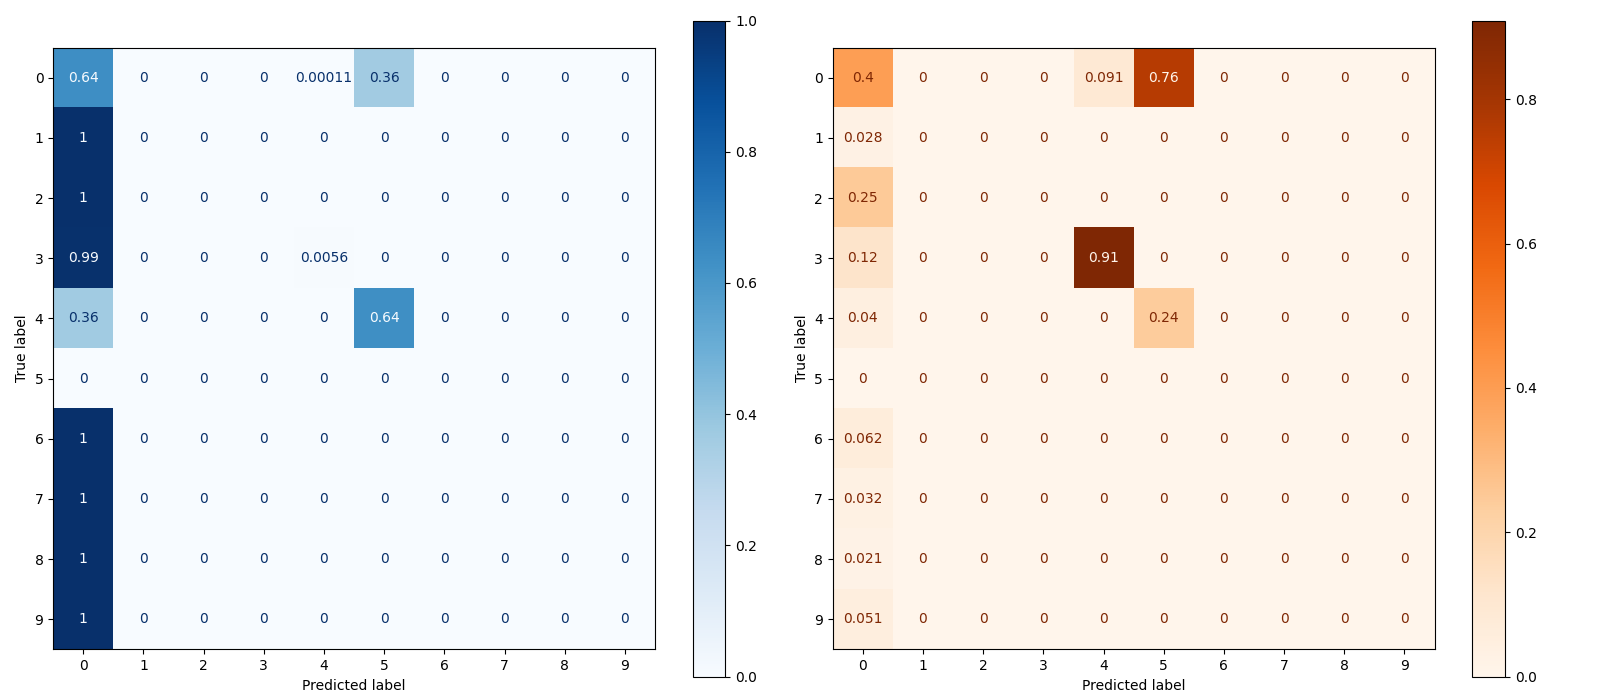 1.0
0 0.64 0 0 0 0.00011 0.36 0 0 0 0
1 1 0 0 0 0 0 0 0 0 0
0.8
2 1 0 0 0 0 0 0 0 0 0
3 0.99 0 0 0 0.0056 0 0 0 0 0
0.6
4 0.36 0 0 0 0 0.64 0 0 0 0
True label
5 0 0 0 0 0 0 0 0 0 0
0.4
6 1 0 0 0 0 0 0 0 0 0
7 1 0 0 0 0 0 0 0 0 0
0.2
8 1 0 0 0 0 0 0 0 0 0
9 1 0 0 0 0 0 0 0 0 0
0.0
0 1 2 3 4 5 6 7 8 9
Predicted label
0 0.4 0 0 0 0.091 0.76 0 0 0 0
0.8
1 0.028 0 0 0 0 0 0 0 0 0
2 0.25 0 0 0 0 0 0 0 0 0
0.6
3 0.12 0 0 0 0.91 0 0 0 0 0
4 0.04 0 0 0 0 0.24 0 0 0 0
True label
5 0 0 0 0 0 0 0 0 0 0
0.4
6 0.062 0 0 0 0 0 0 0 0 0
7 0.032 0 0 0 0 0 0 0 0 0
0.2
8 0.021 0 0 0 0 0 0 0 0 0
9 0.051 0 0 0 0 0 0 0 0 0
0.0
0 1 2 3 4 5 6 7 8 9
Predicted label